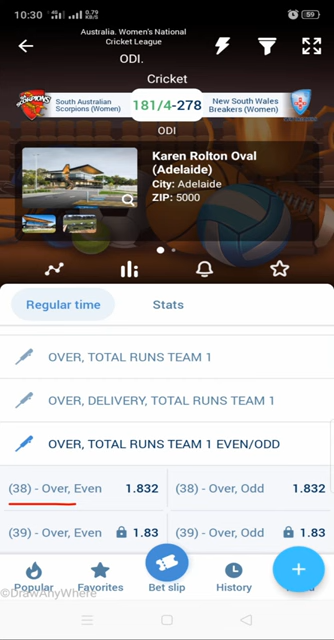 10:30
0.79
KB/S
59
Australia. Women's National
Cricket League
ODI.
Cricket
South Australian
Scorpions (Women)
181/4-278
New South Wales
Breakers (Women)
ODI
Karen Rolton Oval
(Adelaide)
City: Adelaide
ZIP: 5000
Regular time
Stats
OVER, TOTAL RUNS TEAM 1
OVER, DELIVERY, TOTAL RUNS TEAM 1
OVER, TOTAL RUNS TEAM 1 EVEN/ODD
(38) - Over, Even 1.832
(38) - Over, Odd 1.832
(39) - Over, Even 1.83
(39) - Over, Odd 1.83
Popular
Favorites
Bet slip
History
©DrawAnyWhere